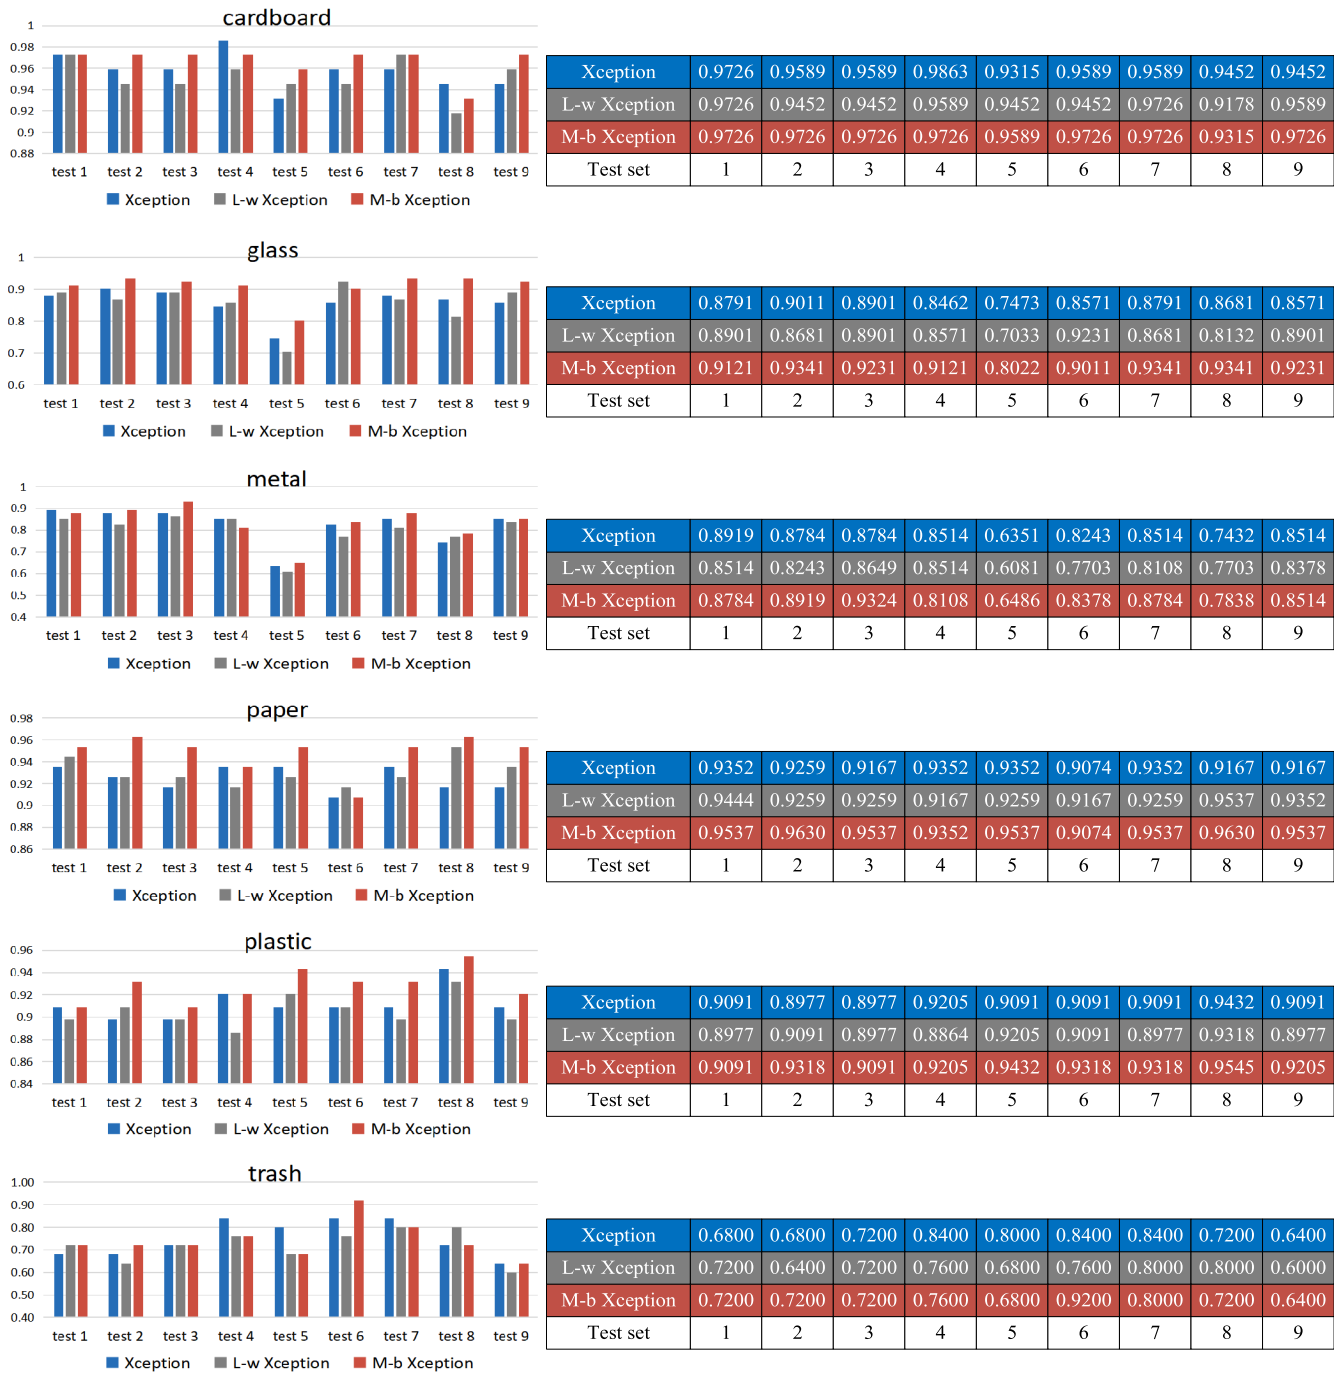 cardboard
1
0.98
0.96
0.94
0.92
0.9
0.88
test 1 test 2 test 3 test 4 test 5 test 6 test 7 test 8 test 9
Xception L-w Xception M-b Xception
Xception 0.9726 0.9589 0.9589 0.9863 0.9315 0.9589 0.9589 0.9452 0.9452
L-w Xception 0.9726 0.9452 0.9452 0.9589 0.9452 0.9452 0.9726 0.9178 0.9589
M-b Xception 0.9726 0.9726 0.9726 0.9726 0.9589 0.9726 0.9726 0.9315 0.9726
Test set 1 2 3 4 5 6 7 8 9
glass
1
0.9
0.8
0.7
0.6
test 1 test 2 test 3 test 4 test 5 test 6 test 7 test 8 test 9
Xception L-w Xception M-b Xception
Xception 0.8791 0.9011 0.8901 0.8462 0.7473 0.8571 0.8791 0.8681 0.8571
L-w Xception 0.8901 0.8681 0.8901 0.8571 0.7033 0.9231 0.8681 0.8132 0.8901
M-b Xception 0.9121 0.9341 0.9231 0.9121 0.8022 0.9011 0.9341 0.9341 0.9231
Test set 1 2 3 4 5 6 7 8 9
metal
1
0.9
0.8
0.7
0.6
0.5
0.4
test 1 test 2 test 3 test 4 test 5 test 6 test 7 test 8 test 9
Xception L-w Xception M-b Xception
Xception 0.8919 0.8784 0.8784 0.8514 0.6351 0.8243 0.8514 0.7432 0.8514
L-w Xception 0.8514 0.8243 0.8649 0.8514 0.6081 0.7703 0.8108 0.7703 0.8378
M-b Xception 0.8784 0.8919 0.9324 0.8108 0.6486 0.8378 0.8784 0.7838 0.8514
Test set 1 2 3 4 5 6 7 8 9
paper
0.98
0.96
0.94
0.92
0.9
0.88
0.86
test 1 test 2 test 3 test 4 test 5 test 6 test 7 test 8 test 9
Xception L-w Xception M-b Xception
Xception 0.9352 0.9259 0.9167 0.9352 0.9352 0.9074 0.9352 0.9167 0.9167
L-w Xception 0.9444 0.9259 0.9259 0.9167 0.9259 0.9167 0.9259 0.9537 0.9352
M-b Xception 0.9537 0.9630 0.9537 0.9352 0.9537 0.9074 0.9537 0.9630 0.9537
Test set 1 2 3 4 5 6 7 8 9
plastic
0.96
0.94
0.92
0.9
0.88
0.86
0.84
test 1 test 2 test 3 test 4 test 5 test 6 test 7 test 8 test 9
Xception L-w Xception M-b Xception
Xception 0.9091 0.8977 0.8977 0.9205 0.9091 0.9091 0.9091 0.9432 0.9091
L-w Xception 0.8977 0.9091 0.8977 0.8864 0.9205 0.9091 0.8977 0.9318 0.8977
M-b Xception 0.9091 0.9318 0.9091 0.9205 0.9432 0.9318 0.9318 0.9545 0.9205
Test set 1 2 3 4 5 6 7 8 9
trash
1.00
0.90
0.80
0.70
0.60
0.50
0.40
test 1 test 2 test 3 test 4 test 5 test 6 test 7 test 8 test 9
Xception L-w Xception M-b Xception
Xception 0.6800 0.6800 0.7200 0.8400 0.8000 0.8400 0.8400 0.7200 0.6400
L-w Xception 0.7200 0.6400 0.7200 0.7600 0.6800 0.7600 0.8000 0.8000 0.6000
M-b Xception 0.7200 0.7200 0.7200 0.7600 0.6800 0.9200 0.8000 0.7200 0.6400
Test set 1 2 3 4 5 6 7 8 9